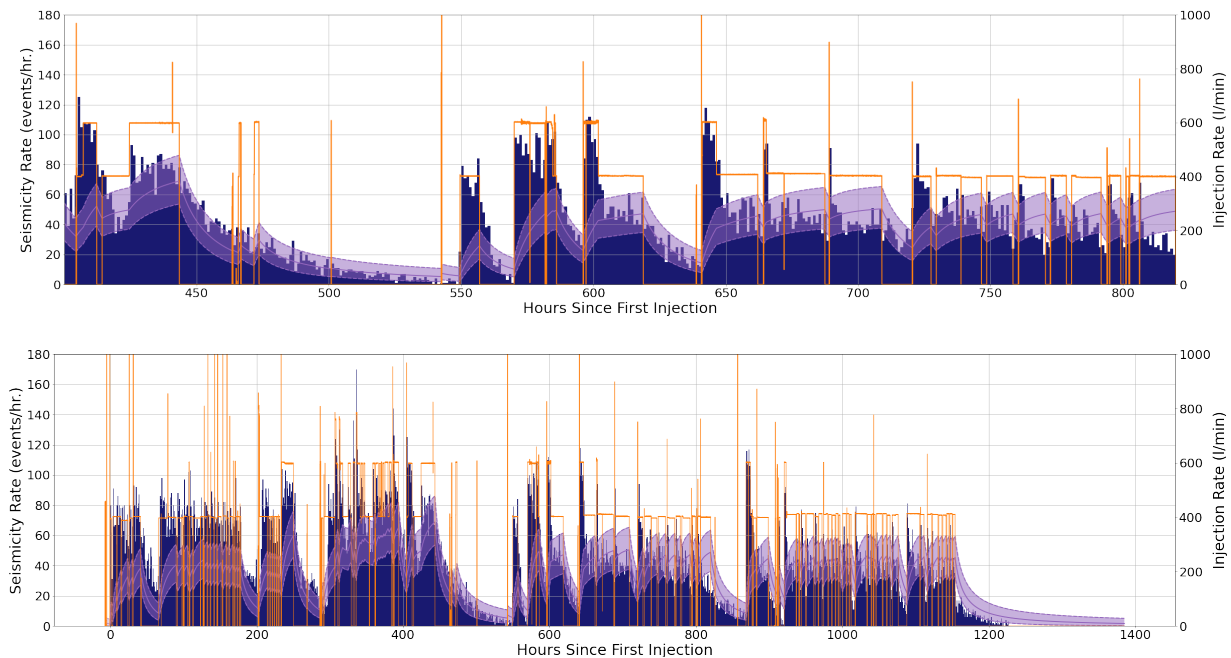 180 1000
160
140 800
120
100 600
80
60 400
40 200
20
0 0
450 500 550 600 650 700 750 800
Seismicity Rate (events/hr.)
Injection Rate (l/min)
Hours Since First Injection
180 1000
160
140 800
120
100 600
80
60 400
40 200
20
0 0
0 200 400 600 800 1000 1200 1400
Seismicity Rate (events/hr.)
Injection Rate (l/min)
Hours Since First Injection